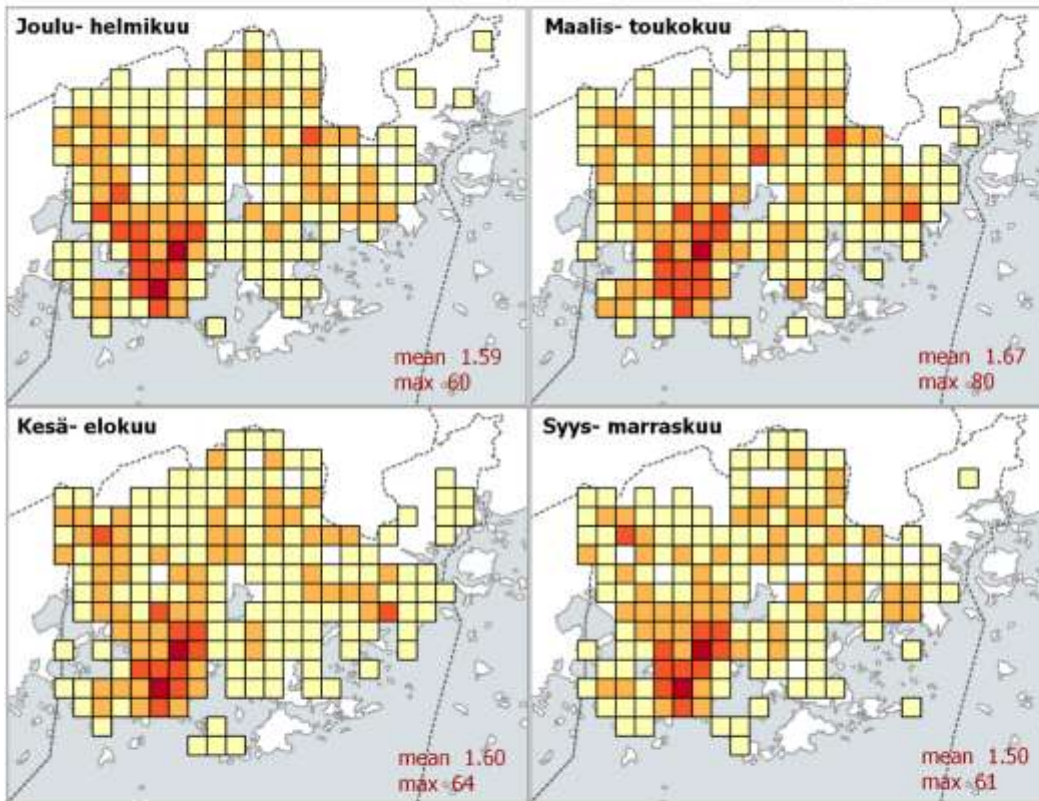 Joulu- helmikuu
mean 1.59
max 60
Maalis- toukokuu
mean 1.67
max 80
Kesä- elokuu
mean 1.60
max 64
Syys- marraskuu
mean 1.50
max 61